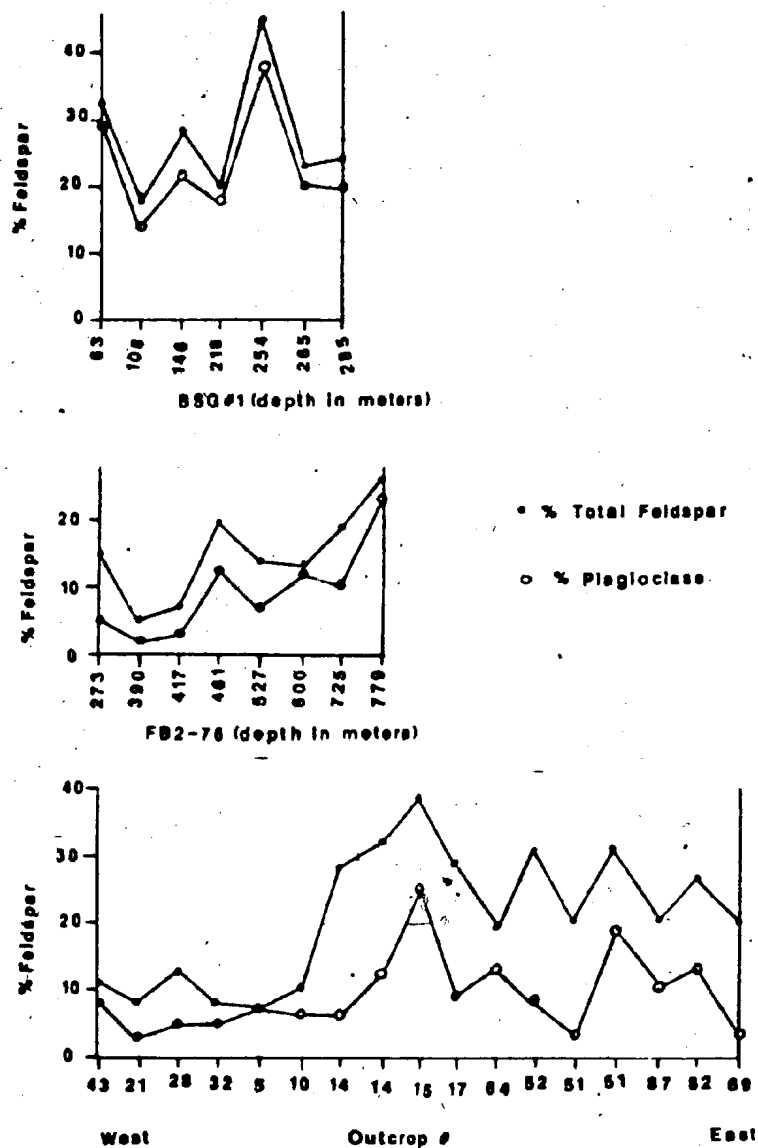 % Feldspar
40
30
20
10
0
63 108 146 218 254 265 285
BSG #1 (depth in meters)
% Feldspar
20
10
0
273 390 417 461 527 600 725 779
FB2-76 (depth in meters)
• % Total Feldspar
o % Plagioclase
% Feldspar
40
30
20
10
0
43 21 28 32 5 10 14 14 15 17 64 52 51 51 87 82 69
West Outcrop # East